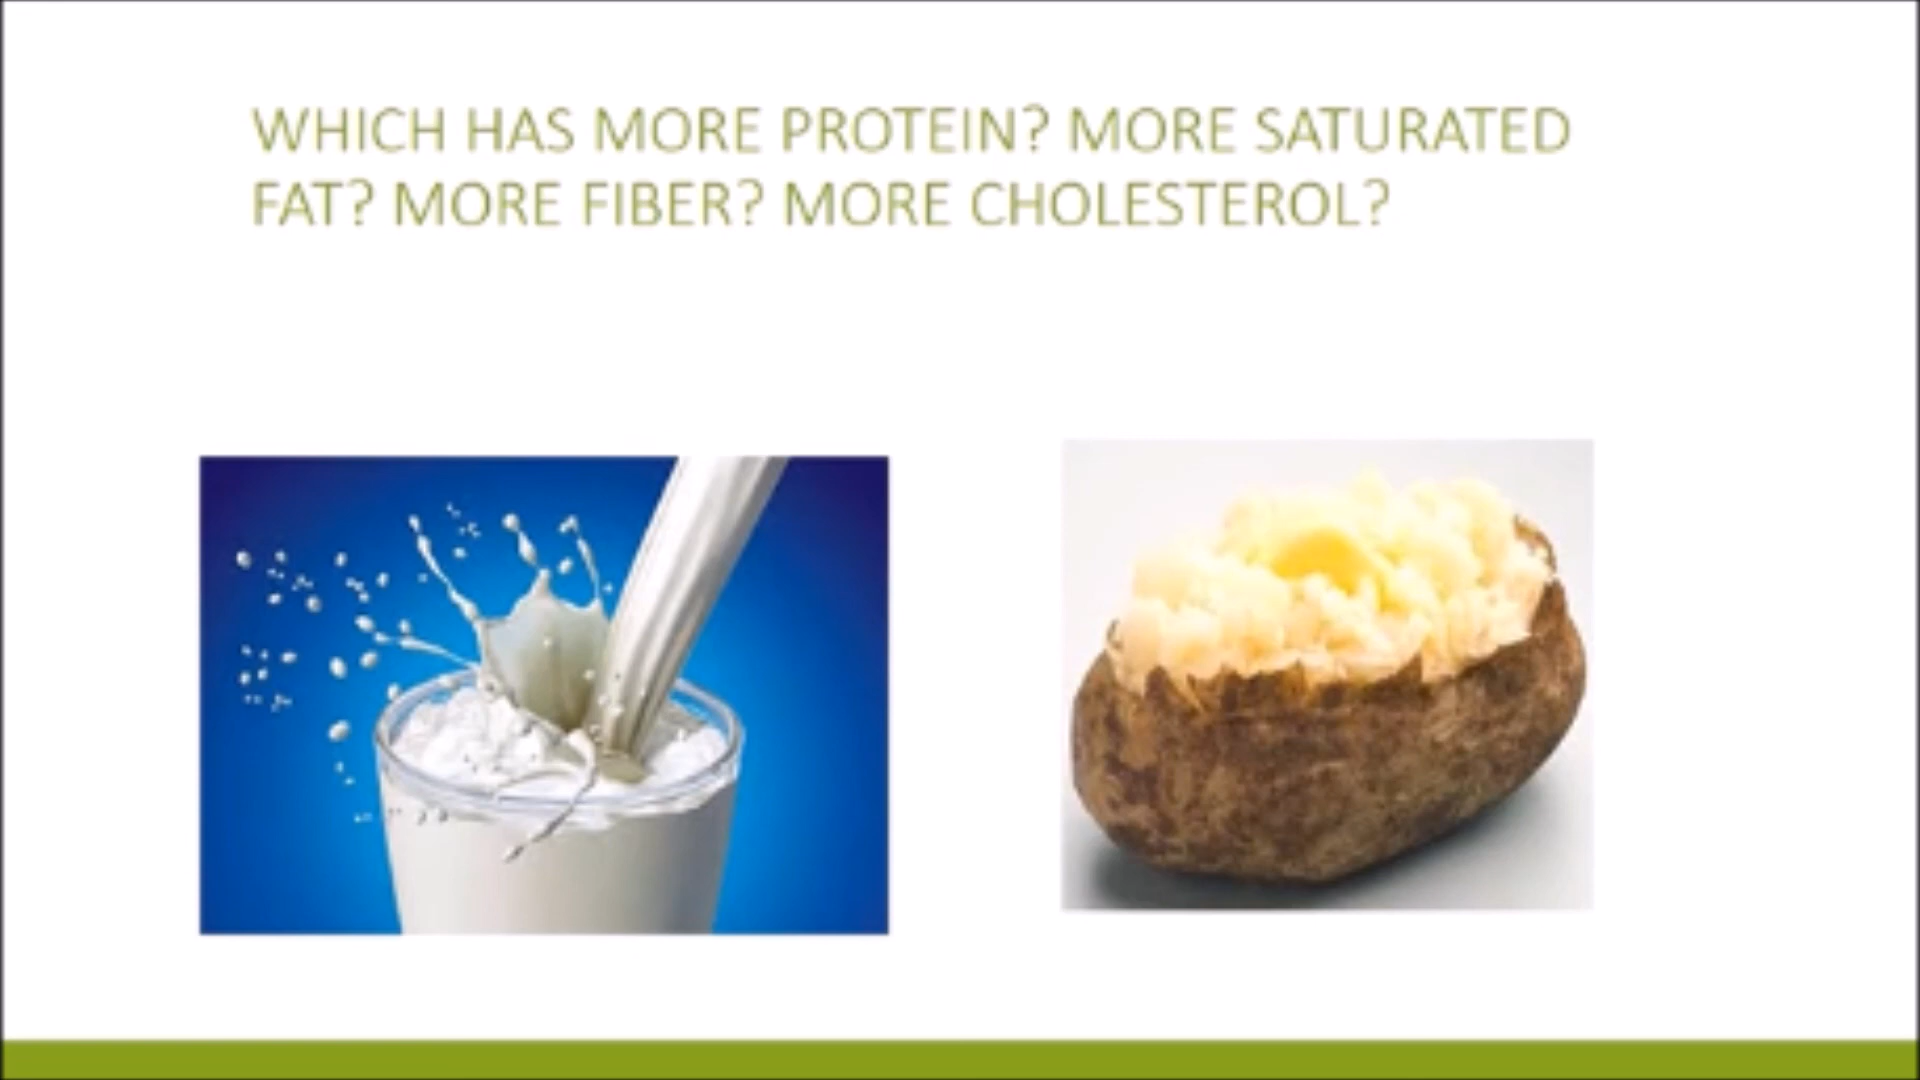 WHICH HAS MORE PROTEIN? MORE SATURATED
FAT? MORE FIBER? MORE CHOLESTEROL?